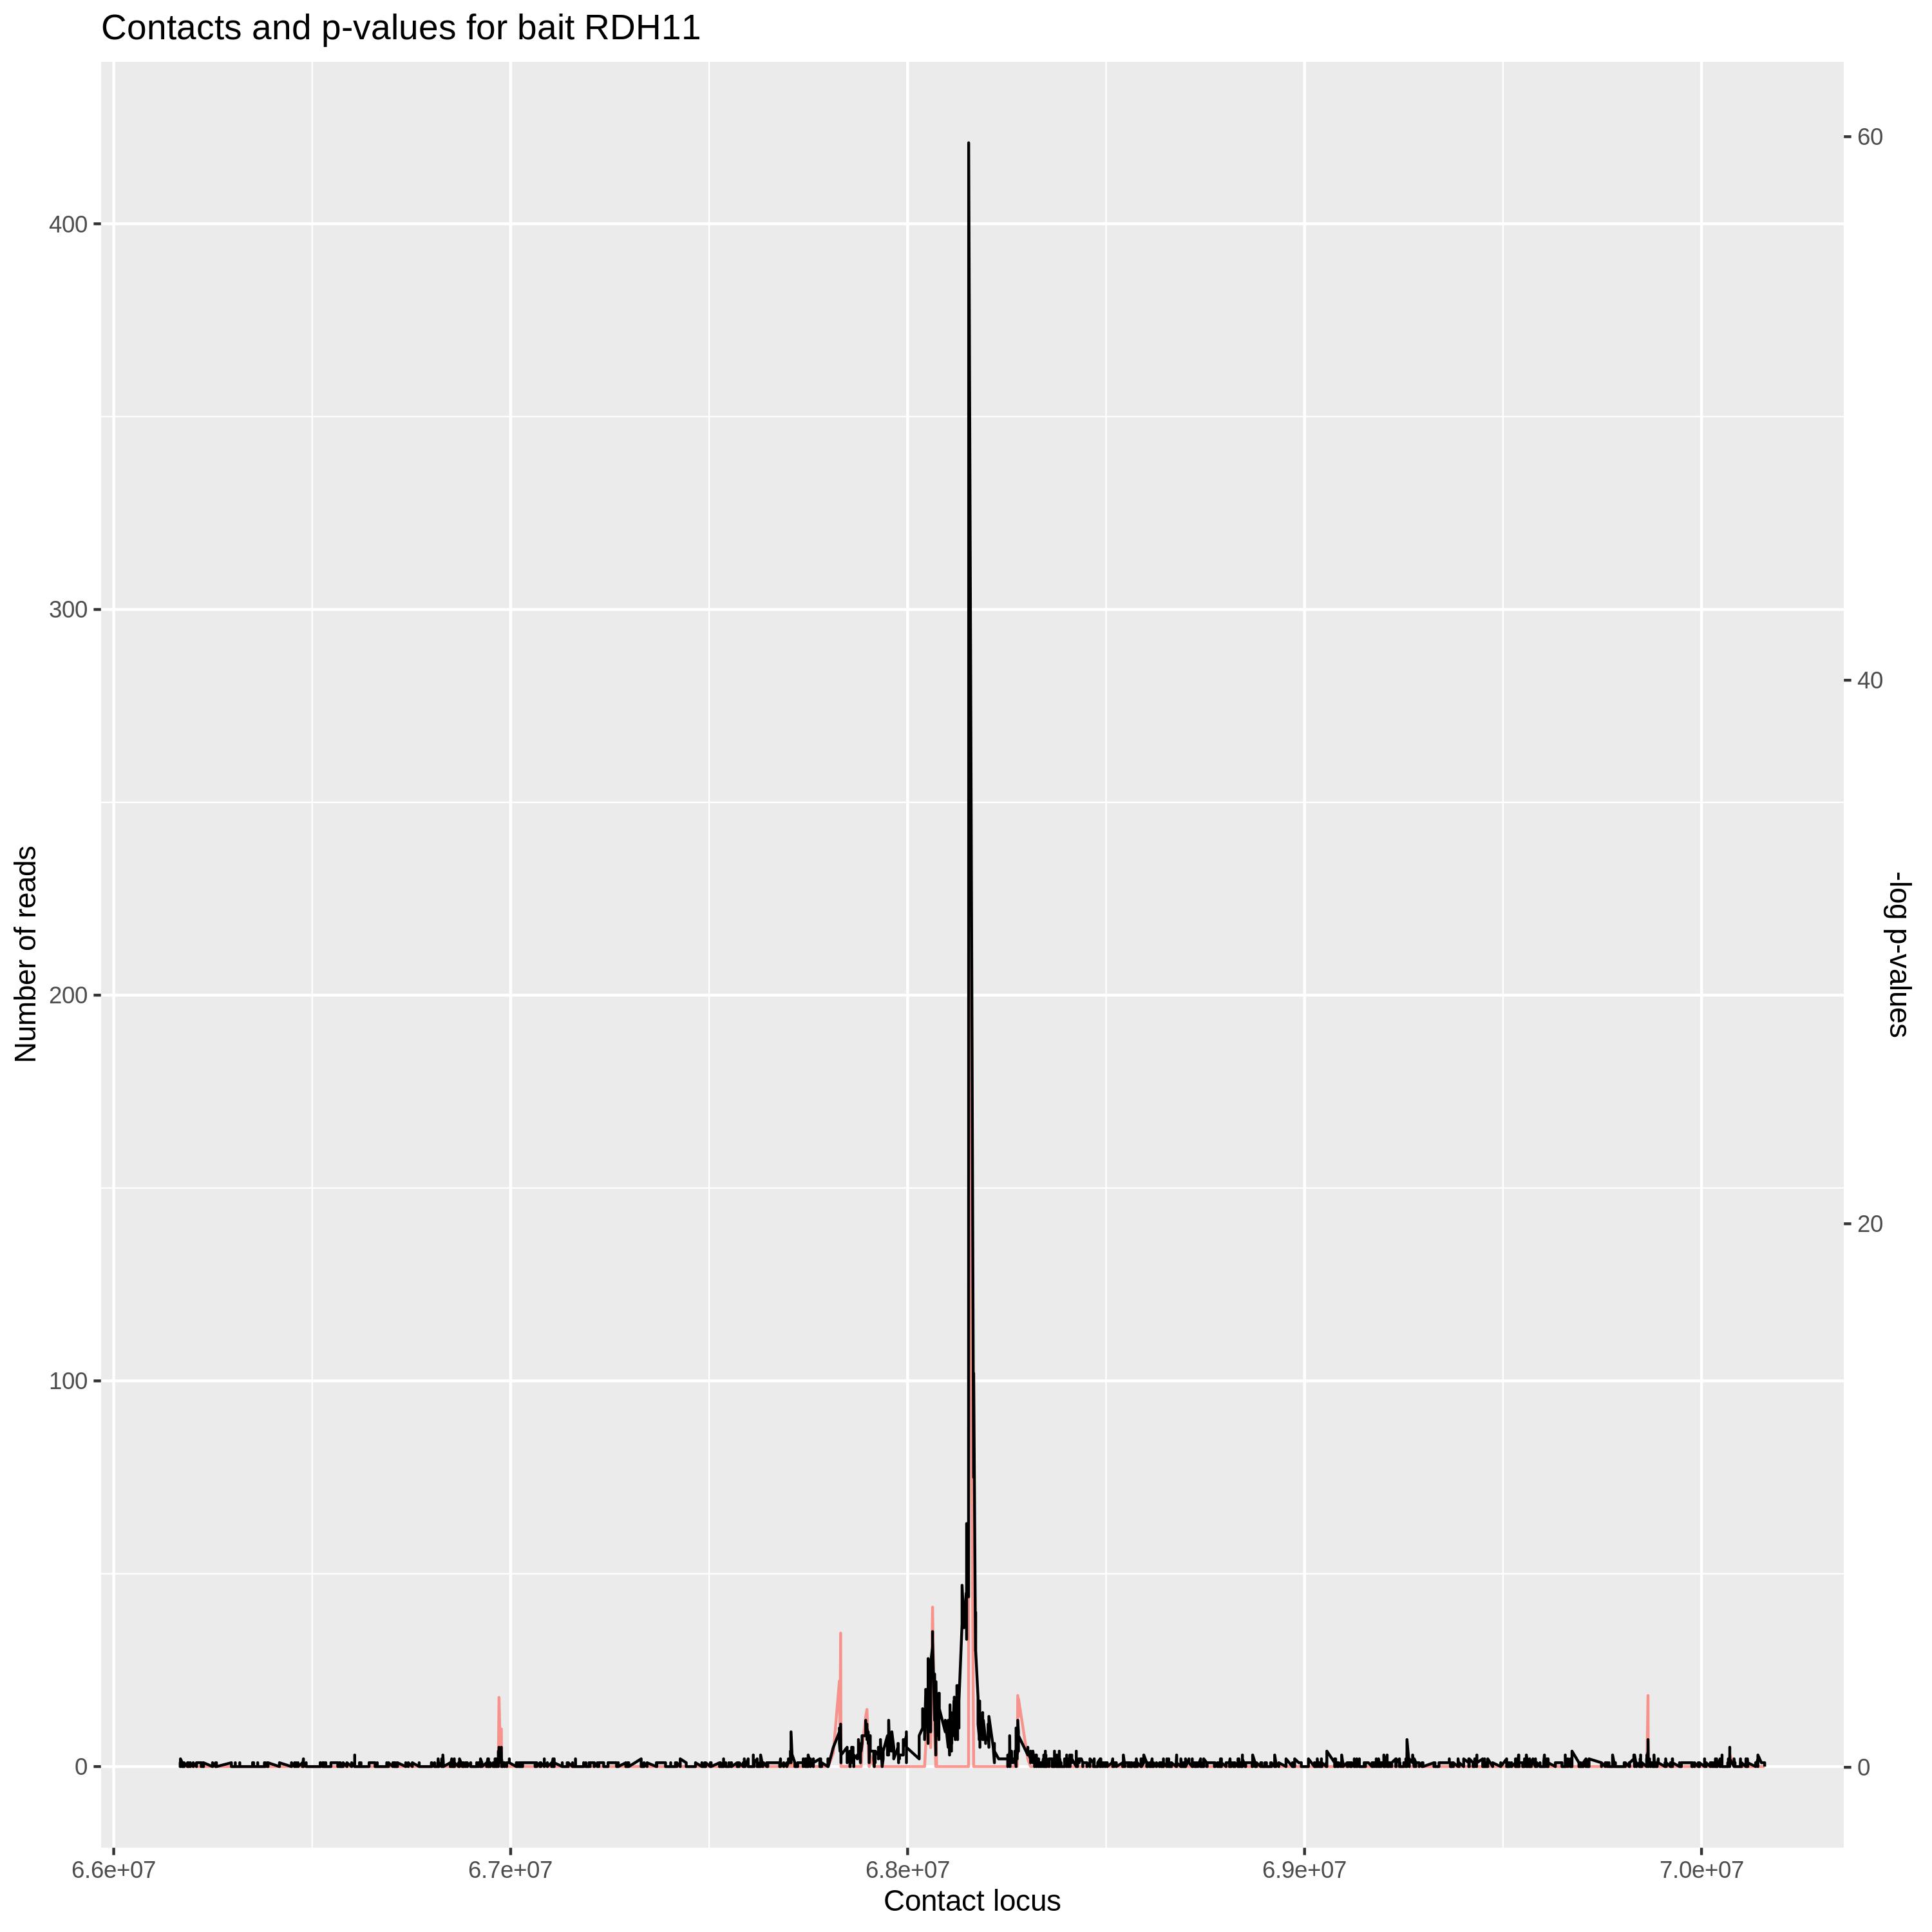 Contacts and p-values for bait RDH11
60
400
40
300
Number of reads
-log p-values
200
20
100
0
0
6.6e+07 6.7e+07 6.8e+07 6.9e+07 7.0e+07
Contact locus